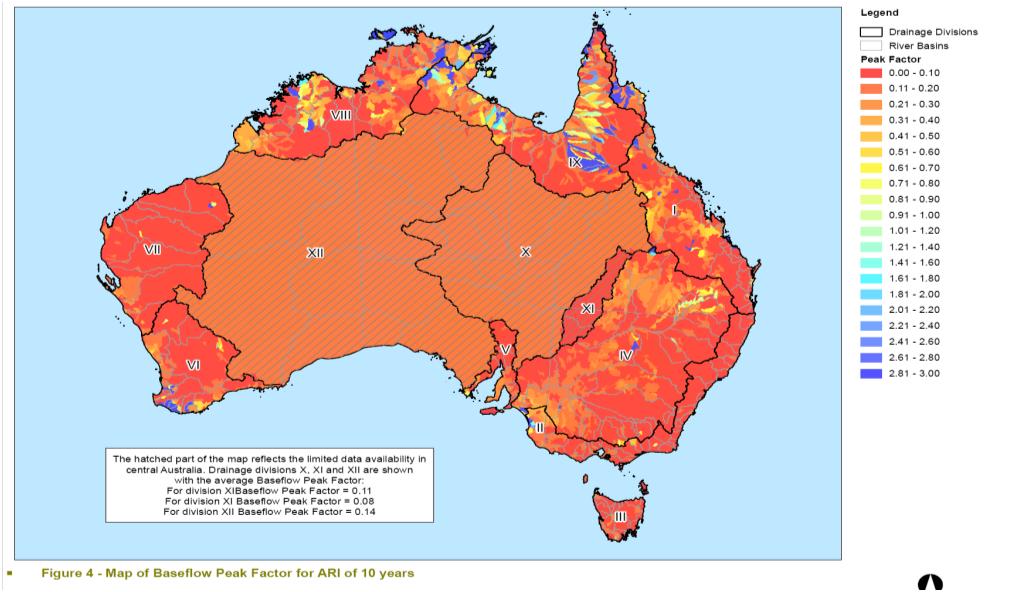 Legend
Drainage Divisions
River Basins
Peak Factor
0.00 - 0.10
0.11 - 0.20
0.21 - 0.30
0.31 - 0.40
0.41 - 0.50
0.51 - 0.60
0.61 - 0.70
0.71 - 0.80
0.81 - 0.90
0.91 - 1.00
1.01 - 1.20
1.21 - 1.40
1.41 - 1.60
1.61 - 1.80
1.81 - 2.00
2.01 - 2.20
2.21 - 2.40
2.41 - 2.60
2.61 - 2.80
2.81 - 3.00
VIII
IX
I
VII
XII
X
XI
V
IV
VI
II
III
The hatched part of the map reflects the limited data availability in
central Australia. Drainage divisions X, XI and XII are shown
with the average Baseflow Peak Factor:
For division XIBaseflow Peak Factor = 0.11
For division XI Baseflow Peak Factor = 0.08
For division XII Baseflow Peak Factor = 0.14
Figure 4 - Map of Baseflow Peak Factor for ARI of 10 years